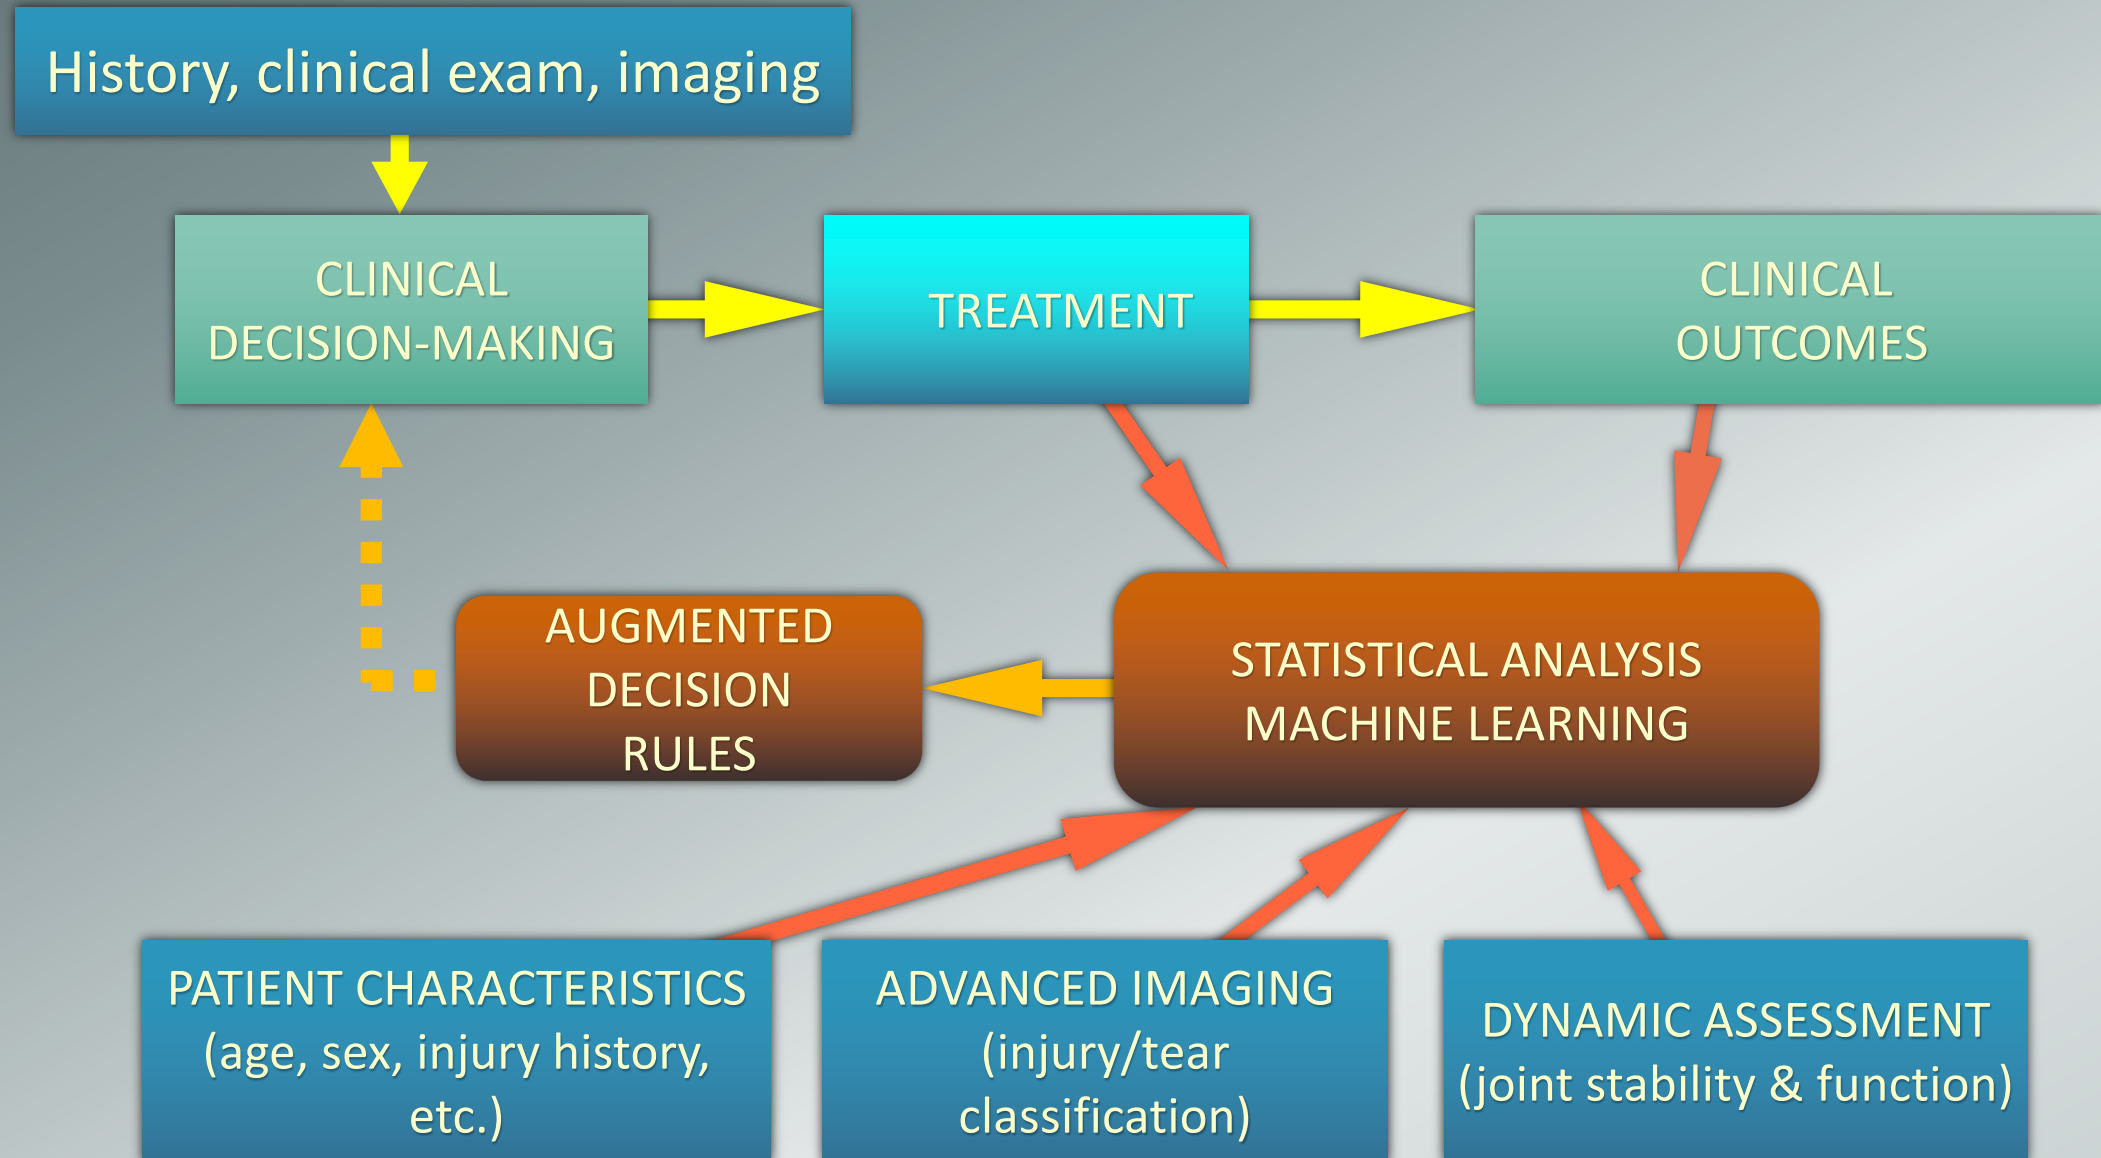 History, clinical exam, imaging
CLINICAL
DECISION-MAKING
TREATMENT
CLINICAL
OUTCOMES
AUGMENTED
DECISION
RULES
STATISTICAL ANALYSIS
MACHINE LEARNING
PATIENT CHARACTERISTICS
(age, sex, injury history,
etc.)
ADVANCED IMAGING
(injury/tear
classification)
DYNAMIC ASSESSMENT
(joint stability & function)